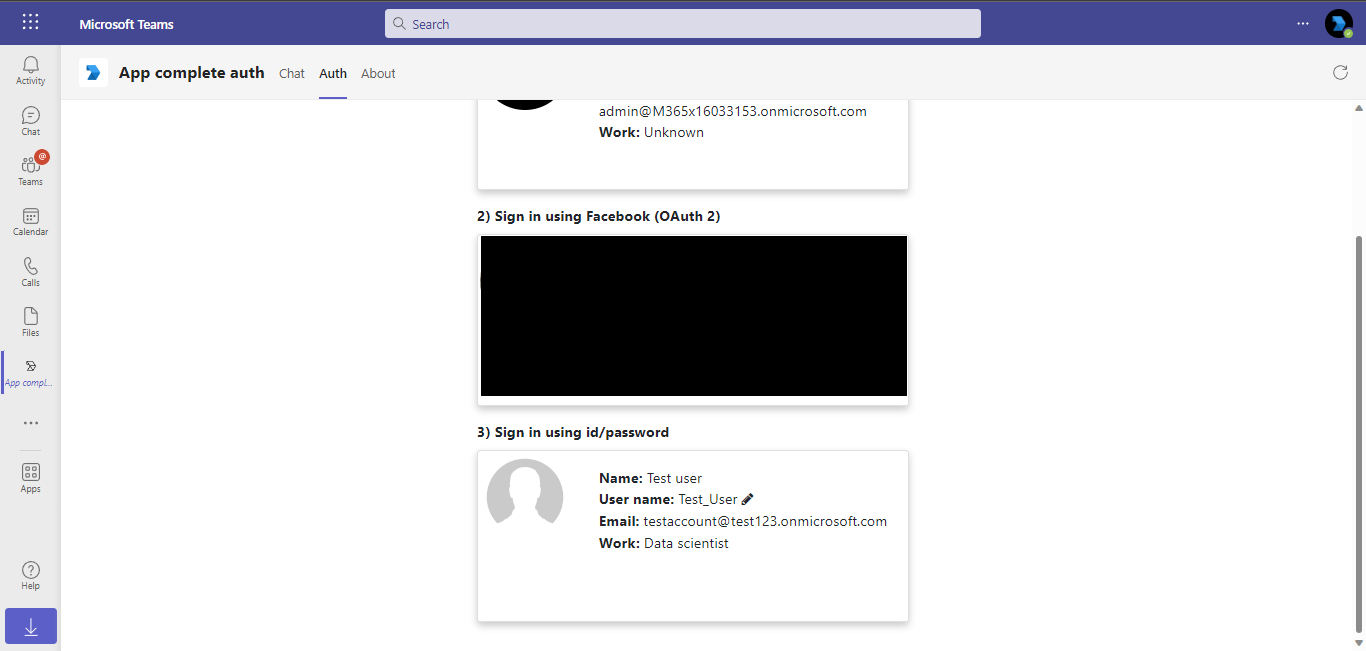 Microsoft Teams
Search
App complete auth
Chat
Auth
About
Activity
Chat
@
Teams
Calendar
Calls
Files
App compl...
Apps
Help
admin@M365x16033153.onmicrosoft.com
Work: Unknown
2) Sign in using Facebook (OAuth 2)
3) Sign in using id/password
Name: Test user
User name: Test_User
Email: testaccount@test123.onmicrosoft.com
Work: Data scientist